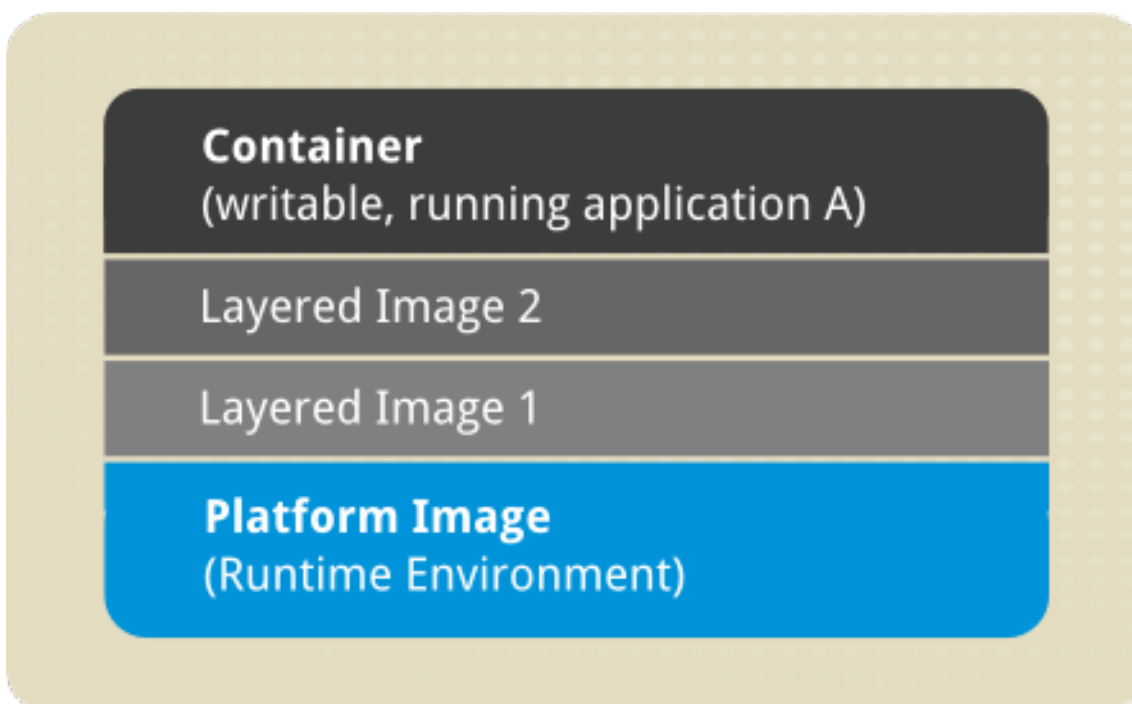 Container
(writable, running application A)
Layered Image 2
Layered Image 1
Platform Image
(Runtime Environment)